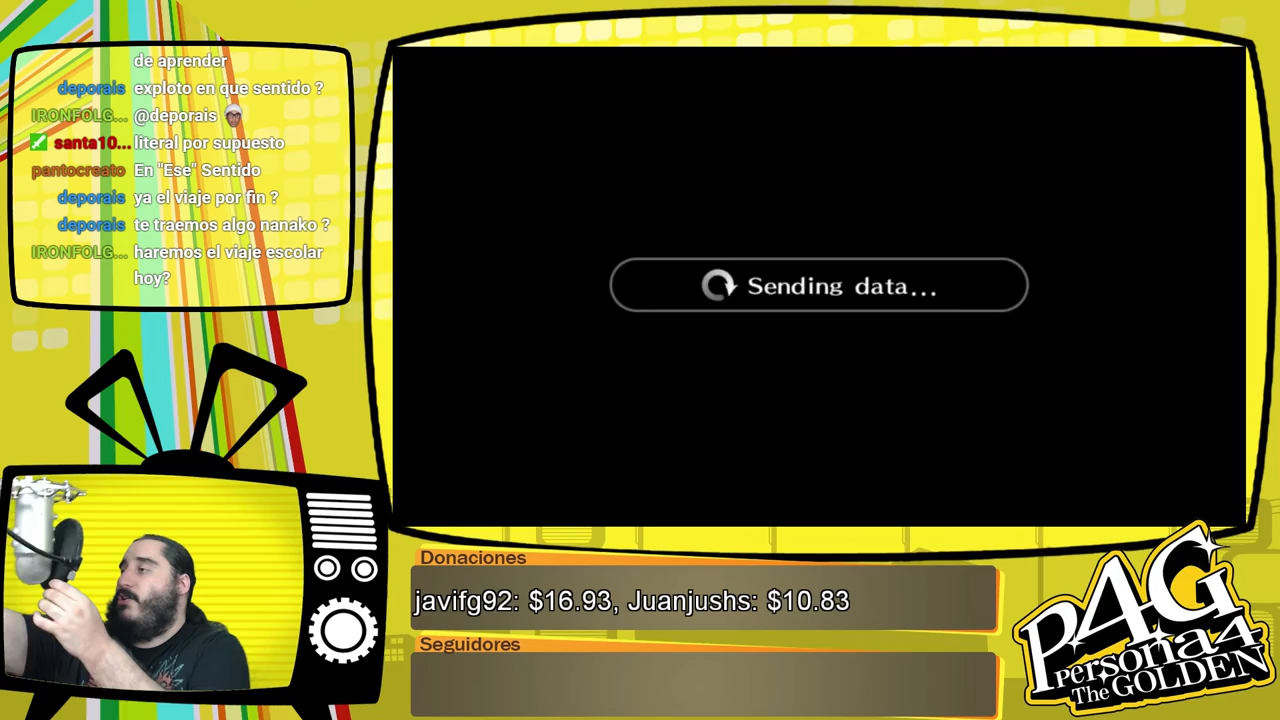 de aprender
deporais exploto en que sentido ?
IRONFOLG... @deporais
santa10... literal por supuesto
pantocreato En "Ese" Sentido
deporais ya el viaje por fin ?
deporais te traemos algo nanako ?
IRONFOLG... haremos el viaje escolar
hoy?
Sending data...
Donaciones
javifg92: $16.93, Juanjushs: $10.83
Seguidores
P4G
Persona 4
The GOLDEN